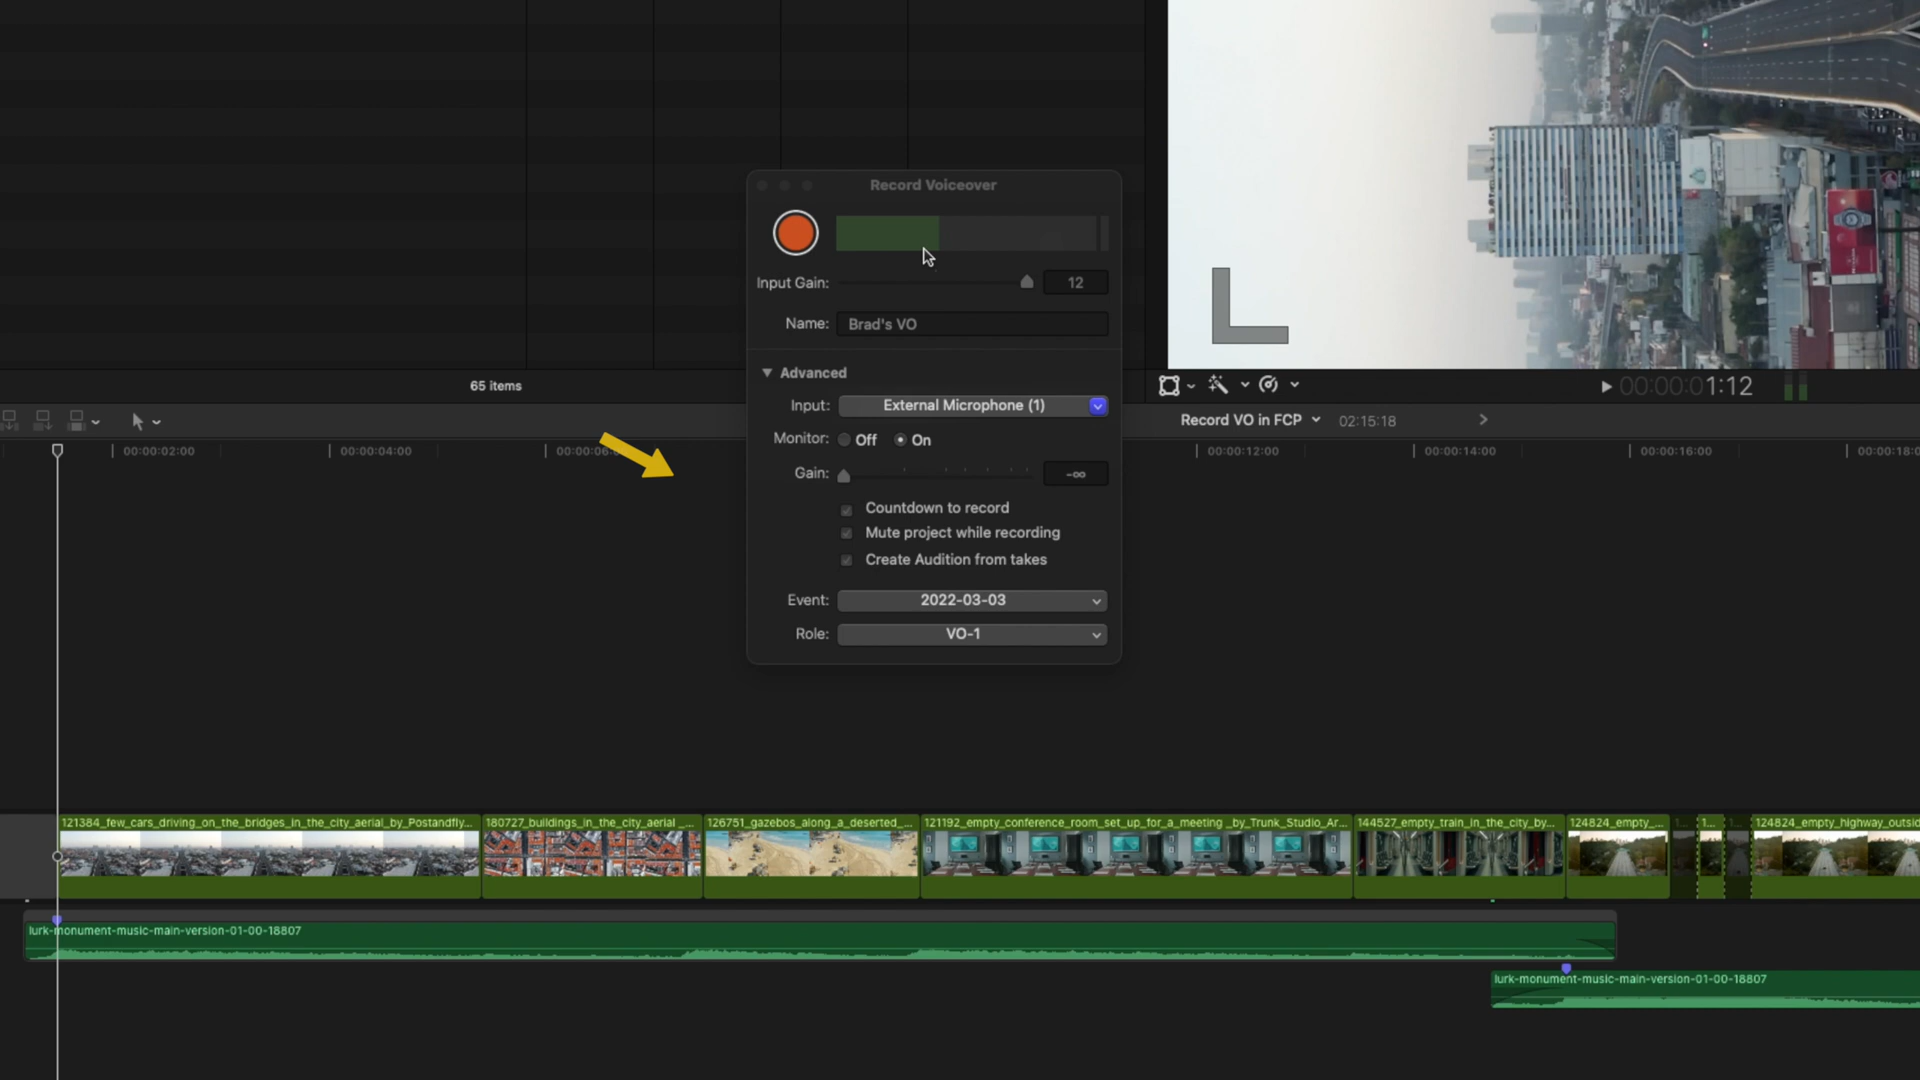 Record Voiceover
Input Gain:
12
Name:
Brad's VO
Advanced
Input:
External Microphone (1)
Monitor:
Off
On
Gain:
-∞
Countdown to record
Mute project while recording
Create Audition from takes
Event:
2022-03-03
Role:
VO-1
65 items
00:00:01:12
Record VO in FCP
02:15:18
00:00:02:00
00:00:04:00
00:00:12:00
00:00:14:00
00:00:16:00
121384_few_cars_driving_on_the_bridges_in_the_city_aerial_by_Postandfly...
180727_buildings_in_the_city_aerial_...
126751_gazebos_along_a_deserted_...
121192_empty_conference_room_set_up_for_a_meeting _by_Trunk_Studio_Ar...
144527_empty_train_in_the_city_by...
124824_empty_...
1...
124824_empty_highway_outsid
lurk-monument-music-main-version-01-00-18807
lurk-monument-music-main-version-01-00-18807